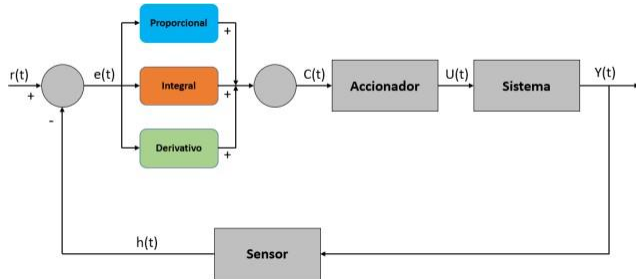 Proporcional
+
r(t)
+
e(t)
Integral
+
C(t)
Accionador
U(t)
Sistema
Y(t)
-
Derivativo
+
h(t)
Sensor